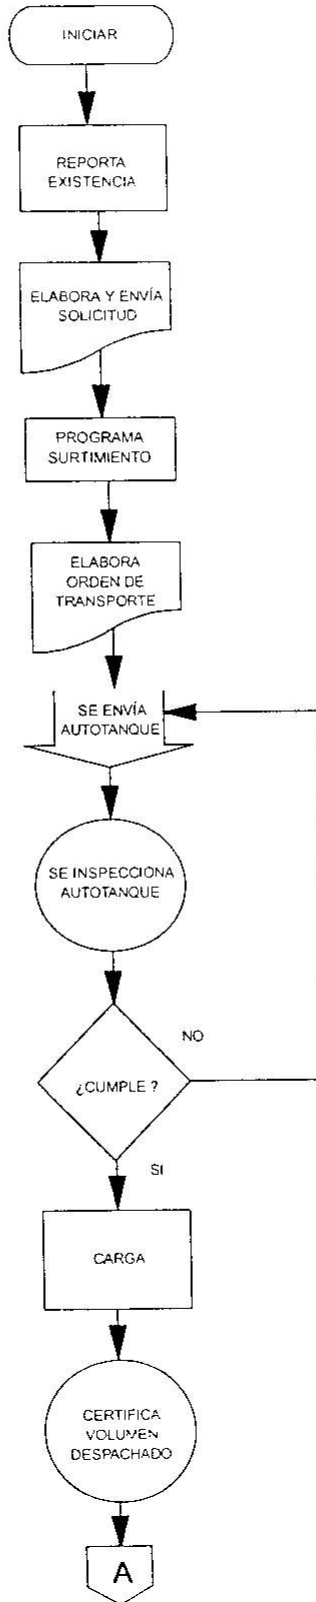 INICIAR
REPORTA
EXISTENCIA
ELABORA Y ENVÍA
SOLICITUD
PROGRAMA
SURTIMIENTO
ELABORA
ORDEN DE
TRANSPORTE
SE ENVÍA
AUTOTANQUE
SE INSPECCIONA
AUTOTANQUE
NO
¿CUMPLE ?
SI
CARGA
CERTIFICA
VOLUMEN
DESPACHADO
A